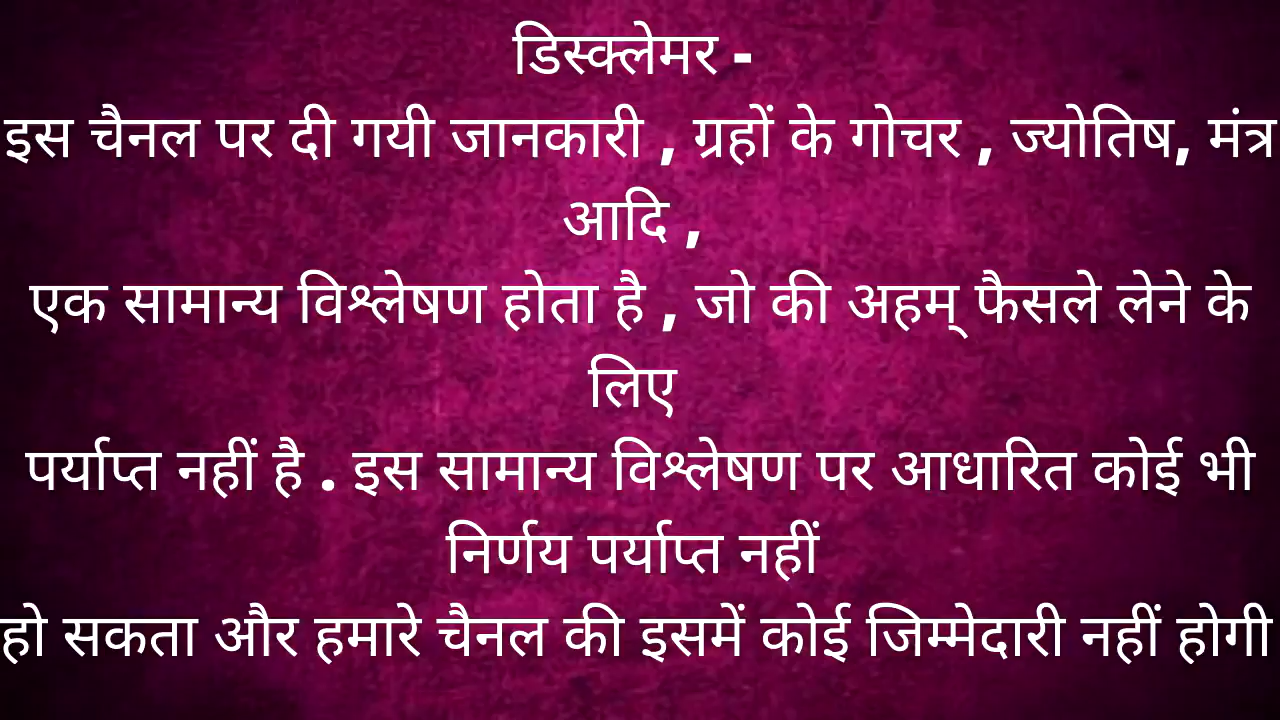 डिस्क्लेमर -
इस चैनल पर दी गयी जानकारी , ग्रहों के गोचर , ज्योतिष, मंत्र
आदि ,
एक सामान्य विश्लेषण होता है , जो की अहम् फैसले लेने के
लिए
पर्याप्त नहीं है . इस सामान्य विश्लेषण पर आधारित कोई भी
निर्णय पर्याप्त नहीं
हो सकता और हमारे चैनल की इसमें कोई जिम्मेदारी नहीं होगी